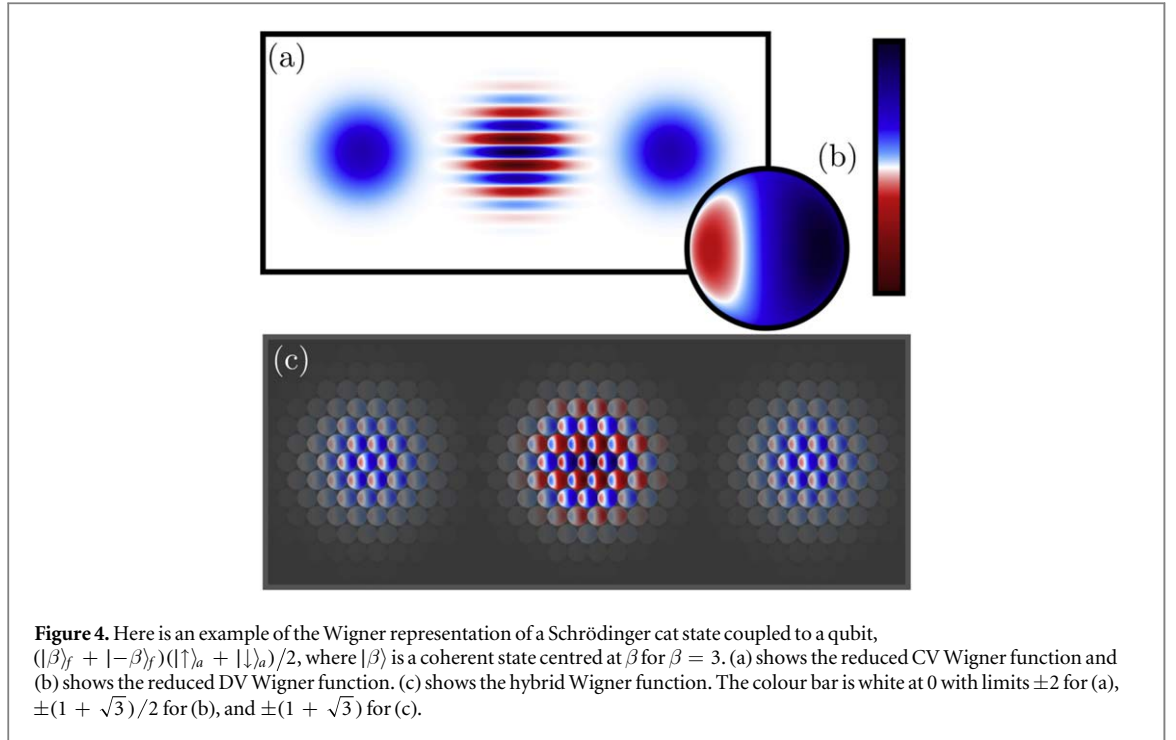 (a)
(b)
(c)
Figure 4. Here is an example of the Wigner representation of a Schrödinger cat state coupled to a qubit,
(|β⟩f + |−β⟩f)(|↑⟩a + |↓⟩a)/2, where |β⟩ is a coherent state centred at β for β = 3. (a) shows the reduced CV Wigner function and
(b) shows the reduced DV Wigner function. (c) shows the hybrid Wigner function. The colour bar is white at 0 with limits ±2 for (a),
±(1 + √3)/2 for (b), and ±(1 + √3) for (c).